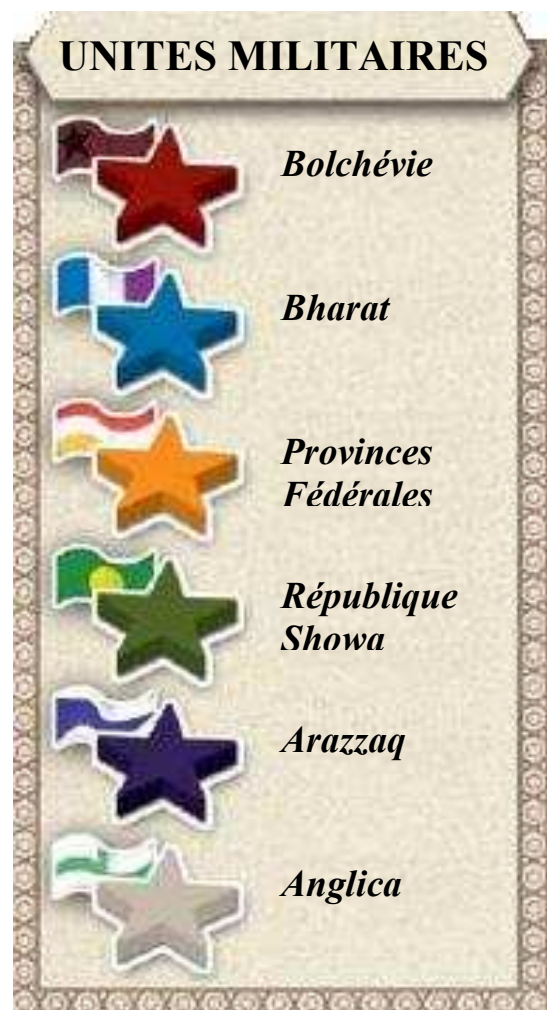 UNITES MILITAIRES
Bolchévie
Bharat
Provinces
Fédérales
République
Showa
Arazzaq
Anglica